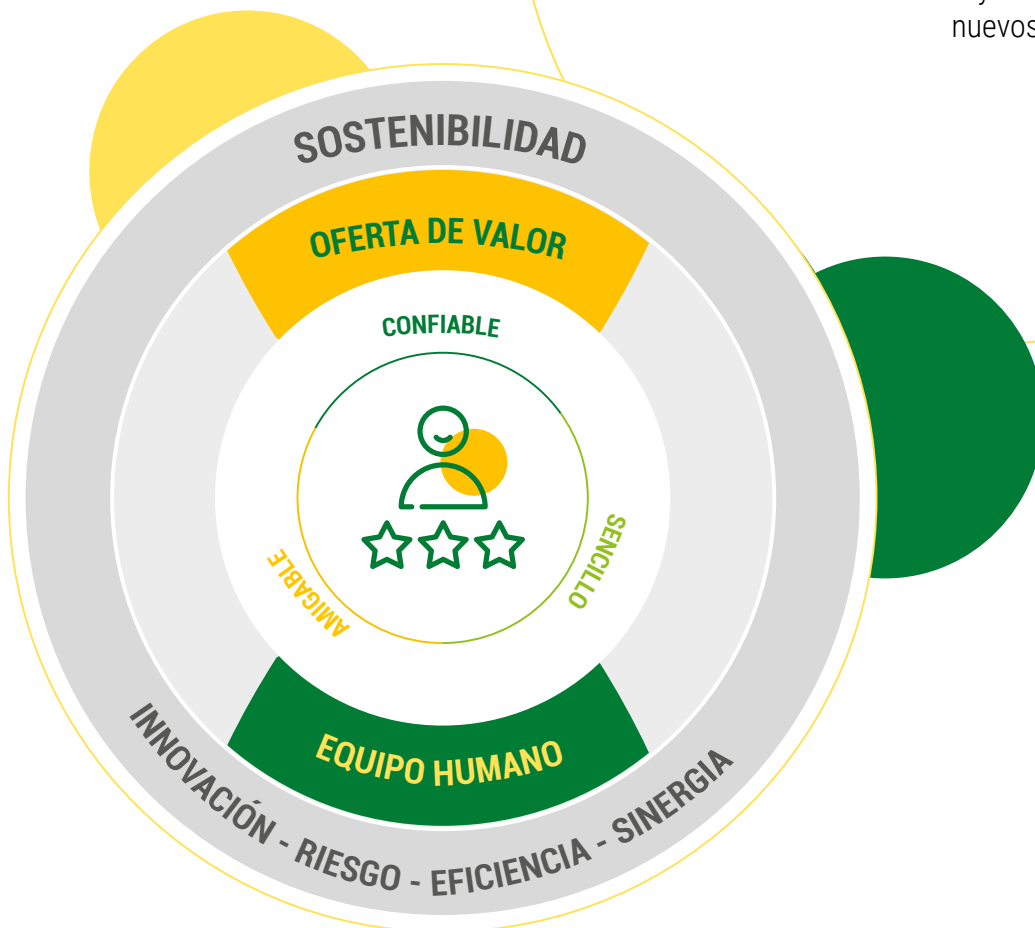 nuevos
SOSTENIBILIDAD
OFERTA DE VALOR
CONFIABLE
SENCILLO
AMIGABLE
EQUIPO HUMANO
INNOVACIÓN - RIESGO - EFICIENCIA - SINERGIA